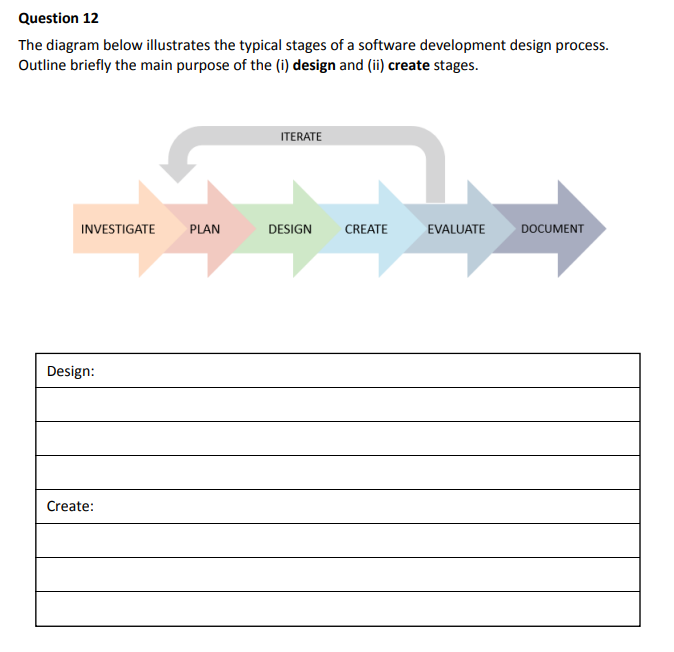 Question 12
The diagram below illustrates the typical stages of a software development design process.
Outline briefly the main purpose of the (i) design and (ii) create stages.
ITERATE
INVESTIGATE PLAN DESIGN CREATE EVALUATE DOCUMENT
Design:
Create: